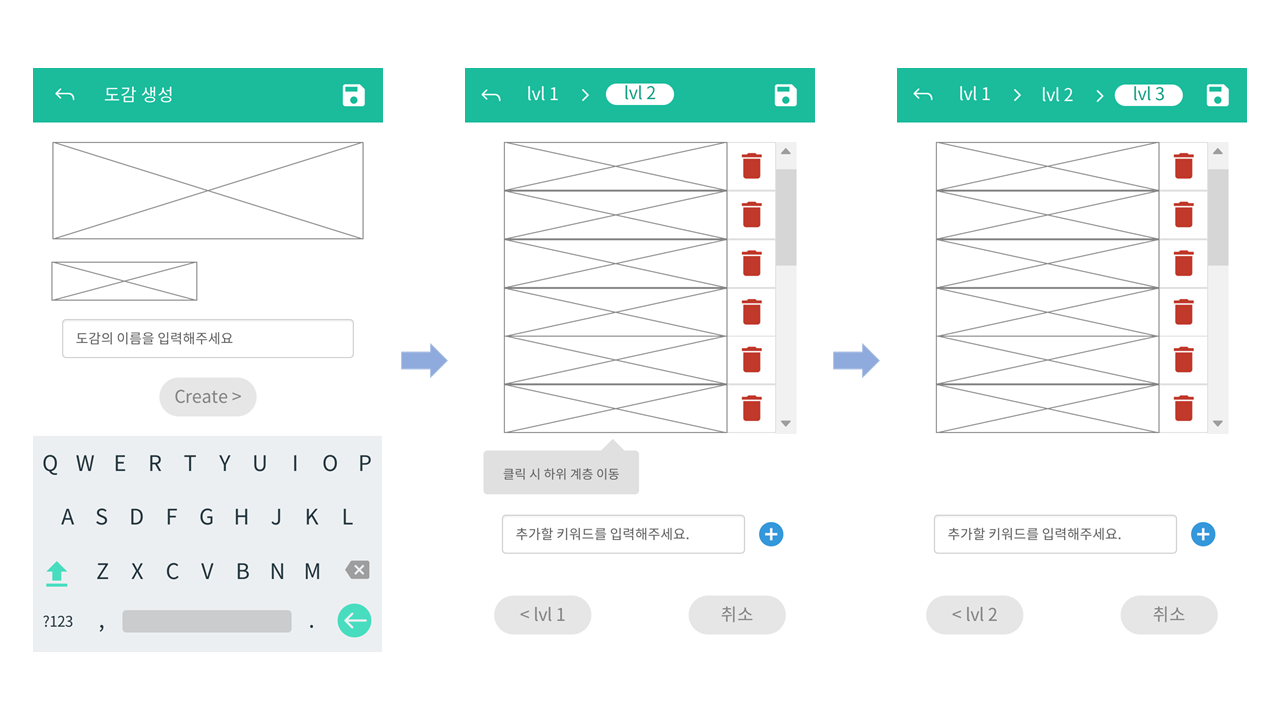 도감 생성
도감의 이름을 입력해주세요
Create >
Q W E R T Y U I O P
A S D F G H J K L
Z X C V B N M
?123 , .
lvl 1 > lvl 2
클릭 시 하위 계층 이동
추가할 키워드를 입력해주세요.
< lvl 1 취소
lvl 1 > lvl 2 > lvl 3
추가할 키워드를 입력해주세요.
< lvl 2 취소